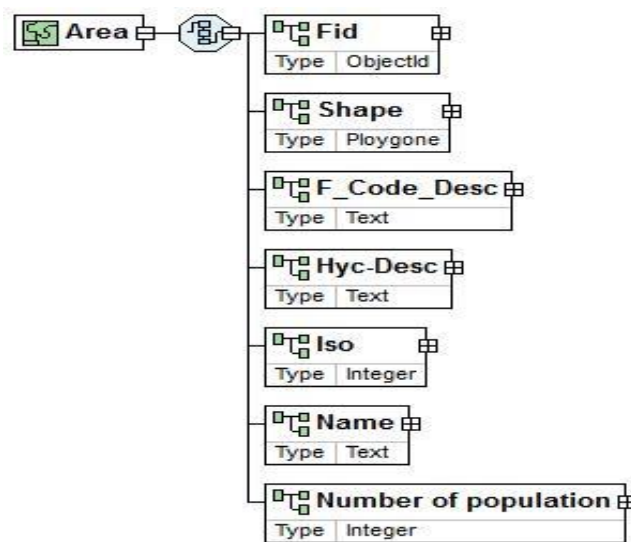 Area
Fid
Type ObjectId
Shape
Type Ploygone
F_Code_Desc
Type Text
Hyc-Desc
Type Text
Iso
Type Integer
Name
Type Text
Number of population
Type Integer